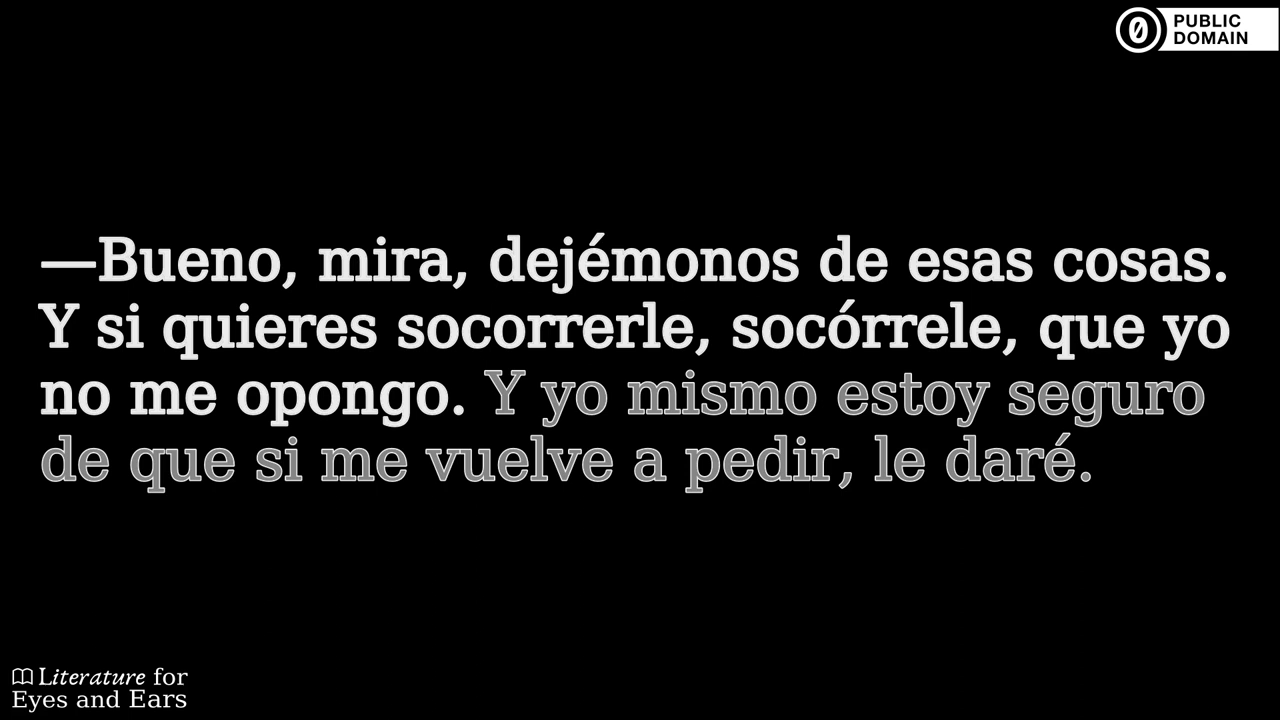 PUBLIC
DOMAIN
—Bueno, mira, dejémonos de esas cosas.
Y si quieres socorrerle, socórrele, que yo
no me opongo. Y yo mismo estoy seguro
de que si me vuelve a pedir, le daré.
Literature for
Eyes and Ears